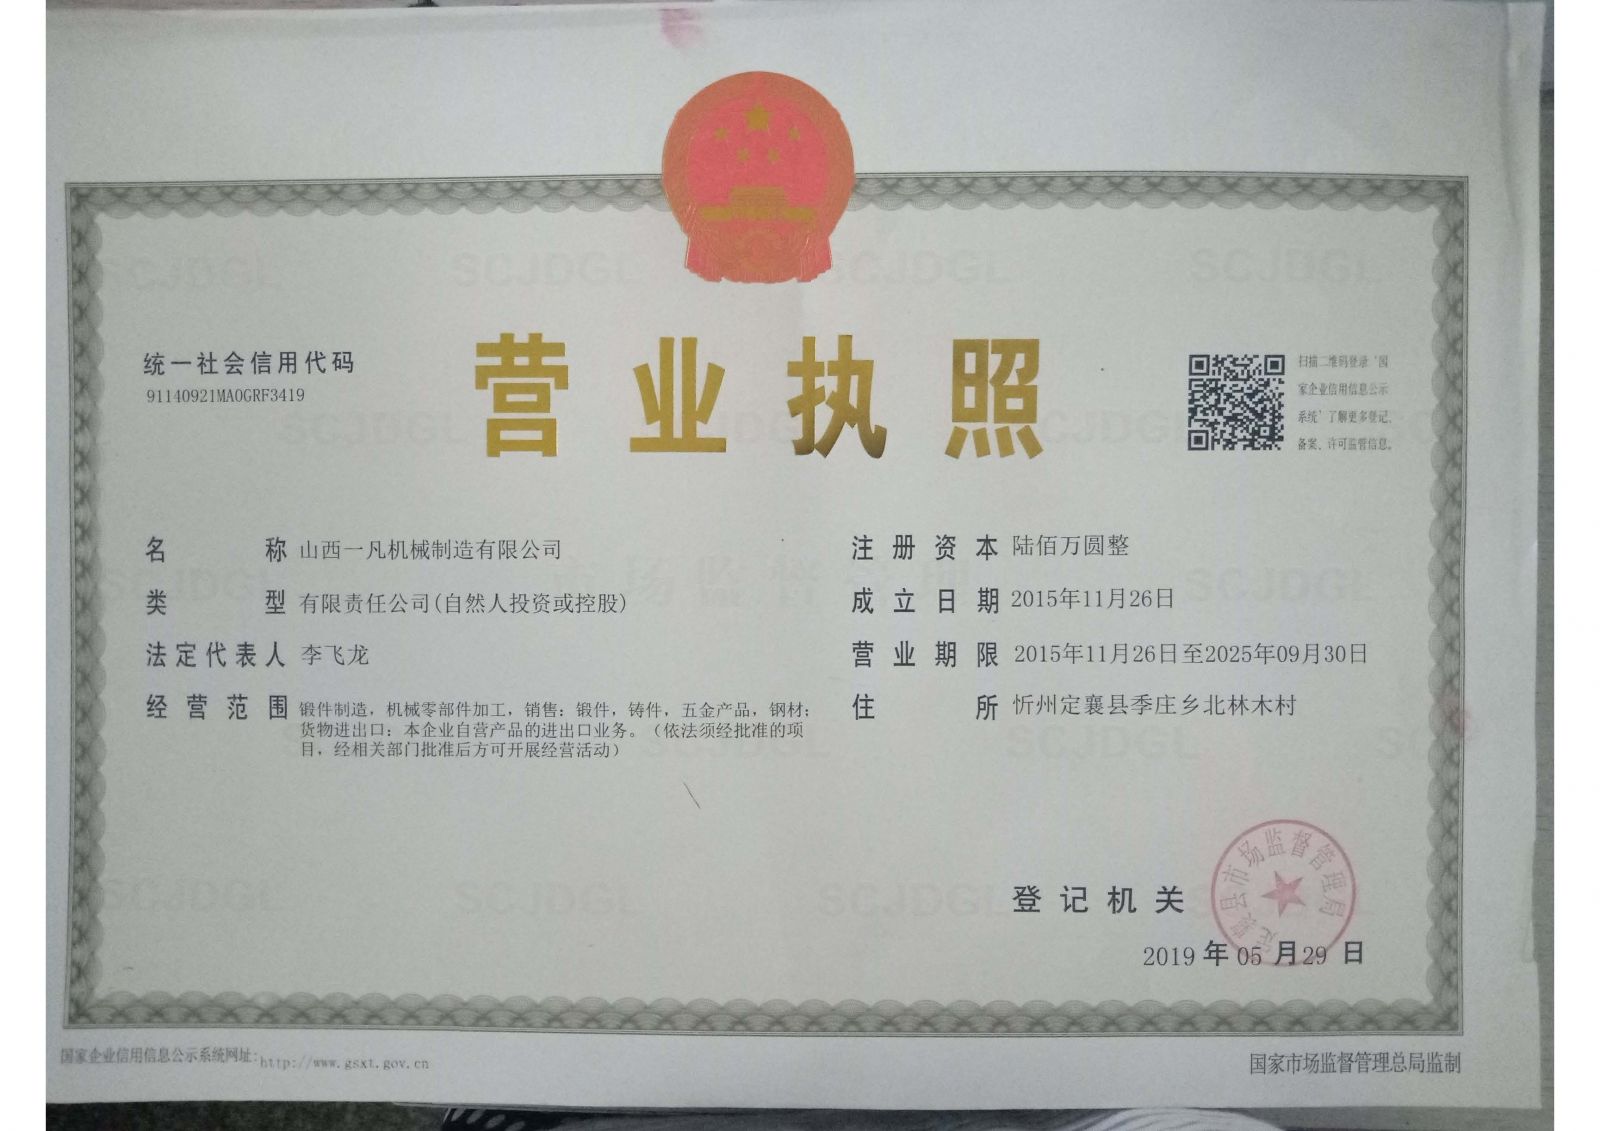 营业执照
统一社会信用代码
91140921MA0GRF3419
扫描二维码登录‘国
家企业信用信息公示
系统’了解更多登记、
备案、许可监管信息。
名称 山西一凡机械制造有限公司
类型 有限责任公司(自然人投资或控股)
法定代表人 李飞龙
经营范围 锻件制造，机械零部件加工，销售；锻件，铸件，五金产品，钢材；
货物进出口：本企业自营产品的进出口业务。（依法须经批准的项
目，经相关部门批准后方可开展经营活动）
注册资本 陆佰万圆整
成立日期 2015年11月26日
营业期限 2015年11月26日至2025年09月30日
住所 忻州定襄县季庄乡北林木村
登记机关
定襄县市场监督管理局
2019 年 05 月 29 日
国家企业信用信息公示系统网址:http://www.gsxt.gov.cn
国家市场监督管理总局监制
SCJDGL
市场监督管理